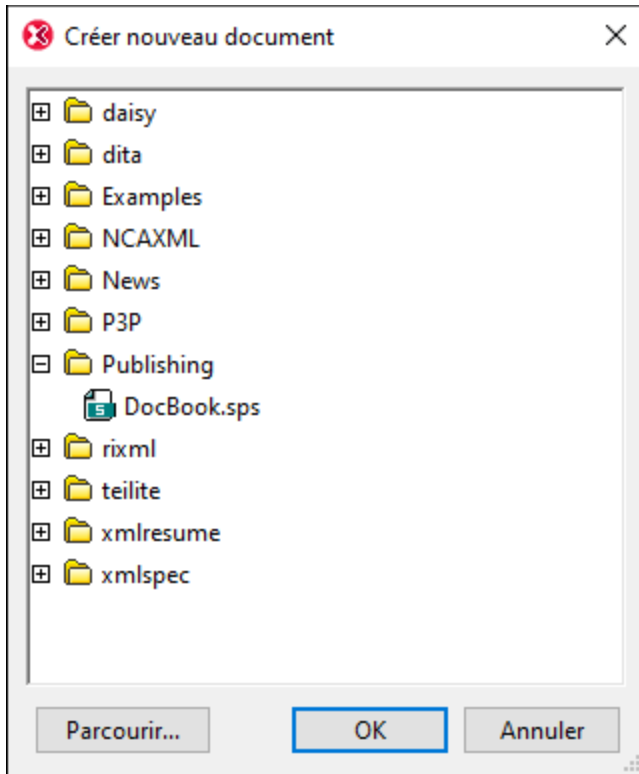 Créer nouveau document
daisy
dita
Examples
NCAXML
News
P3P
Publishing
DocBook.sps
rixml
teilite
xmlresume
xmlspec
Parcourir... OK Annuler